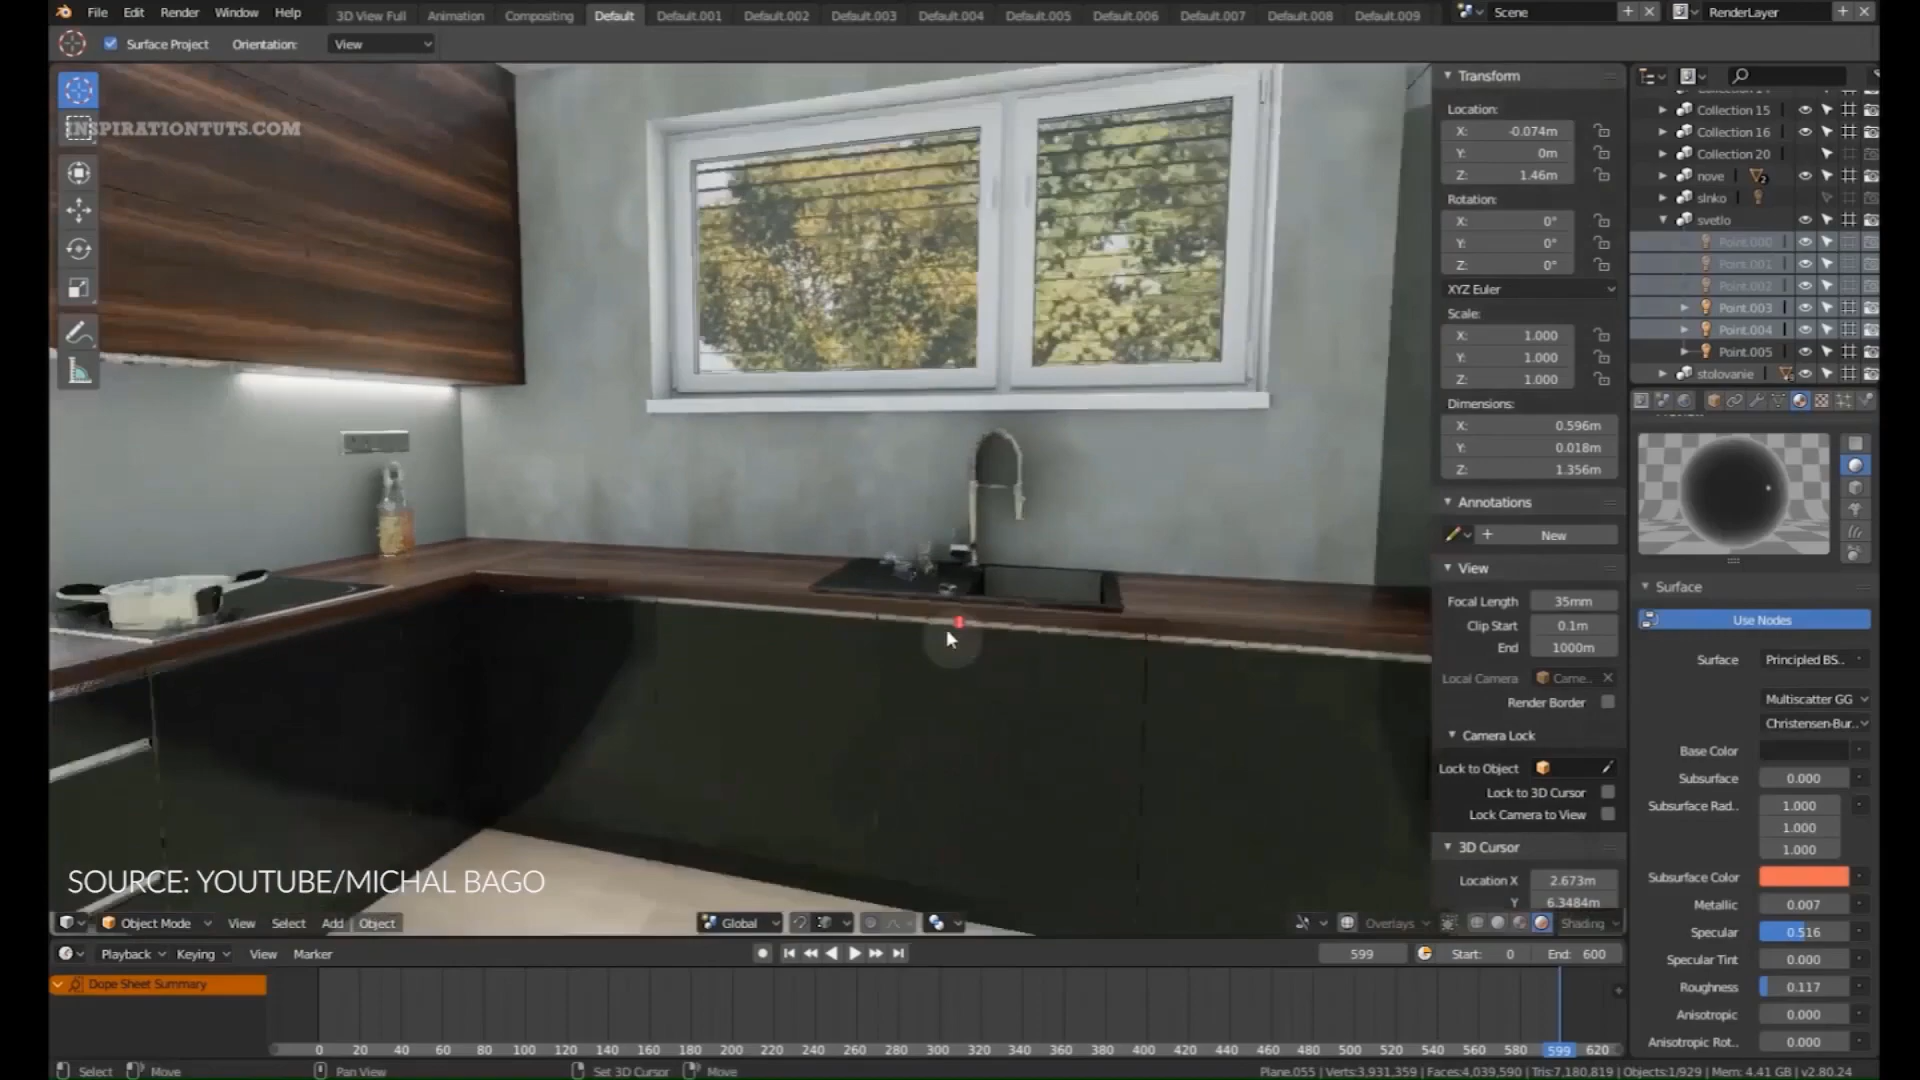 File Edit Render Window Help
3D View Full Animation Compositing Default Default.001 Default.002 Default.003 Default.004 Default.005 Default.006 Default.007 Default.008 Default.009
Scene
RenderLayer
Surface Project Orientation: View
INSPIRATIONTUTS.COM
Transform
Location:
X: -0.074m
Y: 0m
Z: 1.46m
Rotation:
X: 0°
Y: 0°
Z: 0°
XYZ Euler
Scale:
X: 1.000
Y: 1.000
Z: 1.000
Dimensions:
X: 0.596m
Y: 0.018m
Z: 1.356m
Annotations
New
View
Focal Length 35mm
Clip Start 0.1m
End 1000m
Local Camera Came..
Render Border
Camera Lock
Lock to Object
Lock to 3D Cursor
Lock Camera to View
3D Cursor
Location X 2.673m
Y 6.3484m
Collection 15
Collection 16
Collection 20
nove
slnko
svetlo
Point.000
Point.001
Point.002
Point.003
Point.004
Point.005
stolovanie
Surface
Use Nodes
Surface Principled BS..
Multiscatter GG
Christensen-Bur..
Base Color
Subsurface 0.000
Subsurface Rad.. 1.000
1.000
1.000
Subsurface Color
Metallic 0.007
Specular 0.516
Specular Tint 0.000
Roughness 0.117
Anisotropic 0.000
Anisotropic Rot.. 0.000
SOURCE: YOUTUBE/MICHAL BAGO
Object Mode View Select Add Object Global Overlays Shading
Playback Keying View Marker 599 Start: 0 End: 600
Dope Sheet Summary
0 20 40 60 80 100 120 140 160 180 200 220 240 260 280 300 320 340 360 380 400 420 440 460 480 500 520 540 560 580 599 620
Select Move Pan View Set 3D Cursor Move Plane.055 | Verts:3,931,359 | Faces:4,039,590 | Tris:7,180,819 | Objects:1/929 | Mem: 4.41 GB | v2.80.24